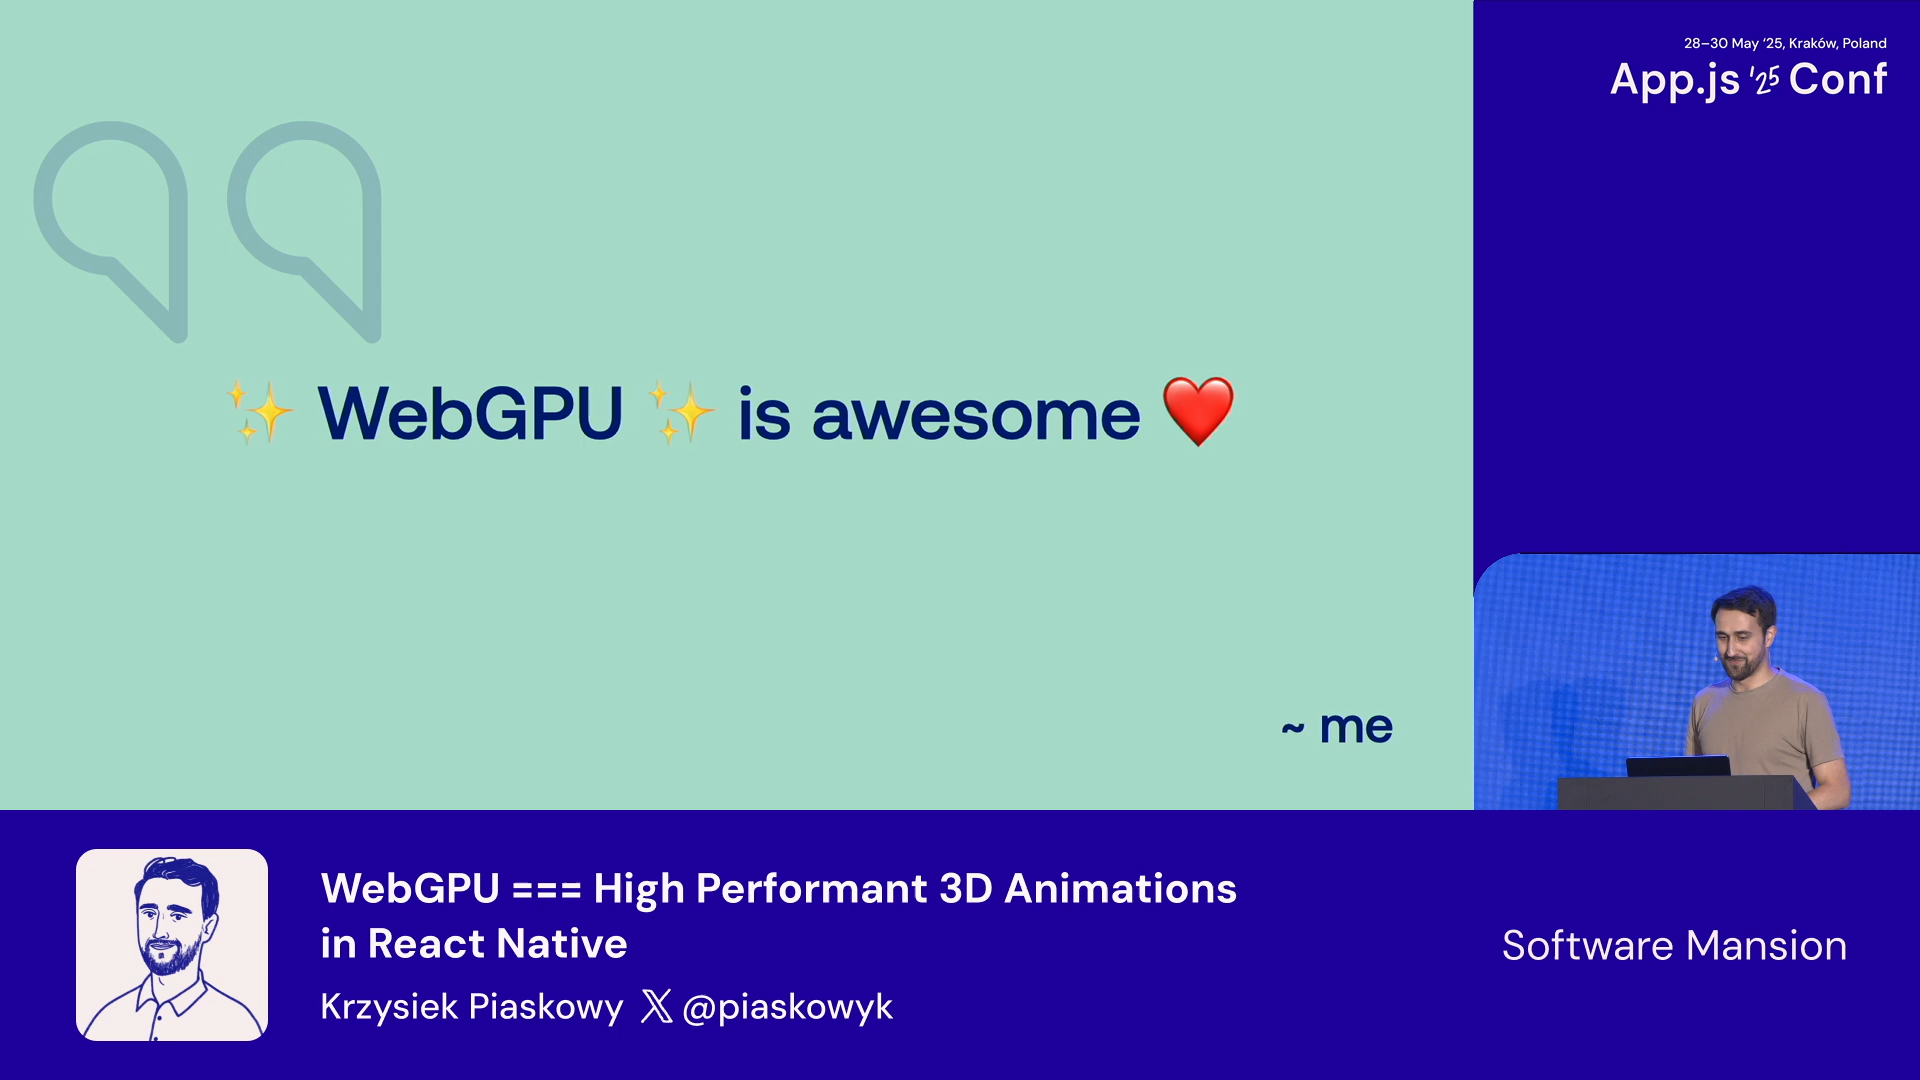 28–30 May '25, Kraków, Poland
App.js '25 Conf
✨ WebGPU ✨ is awesome ❤️
~ me
WebGPU === High Performant 3D Animations
in React Native
Krzysiek Piaskowy 𝕏 @piaskowyk
Software Mansion